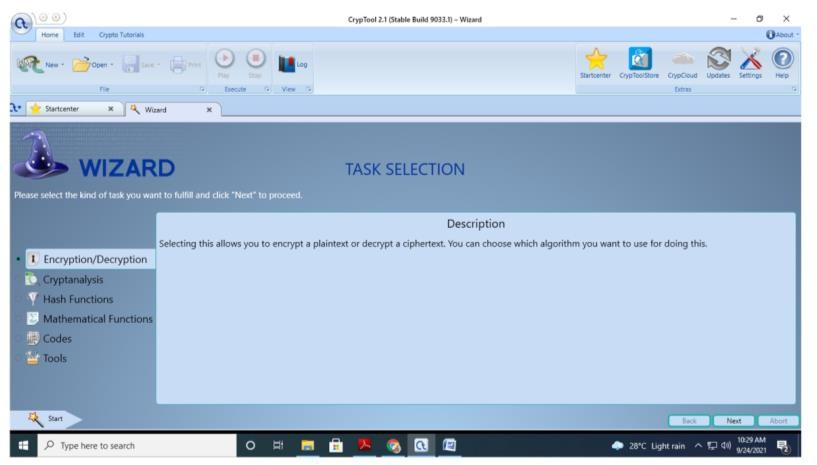 CrypTool 2.1 (Stable Build 9033.1) – Wizard
Home Edit Crypto Tutorials
About
New Open Save Print
Play Stop
Log
Startcenter CrypToolStore CrypCloud Updates Settings Help
File Execute View Extras
Startcenter Wizard
WIZARD
TASK SELECTION
Please select the kind of task you want to fulfill and click "Next" to proceed.
Description
Selecting this allows you to encrypt a plaintext or decrypt a ciphertext. You can choose which algorithm you want to use for doing this.
Encryption/Decryption
Cryptanalysis
Hash Functions
Mathematical Functions
Codes
Tools
Start
Back Next Abort
Type here to search
28°C Light rain
10:29 AM
9/24/2021
2